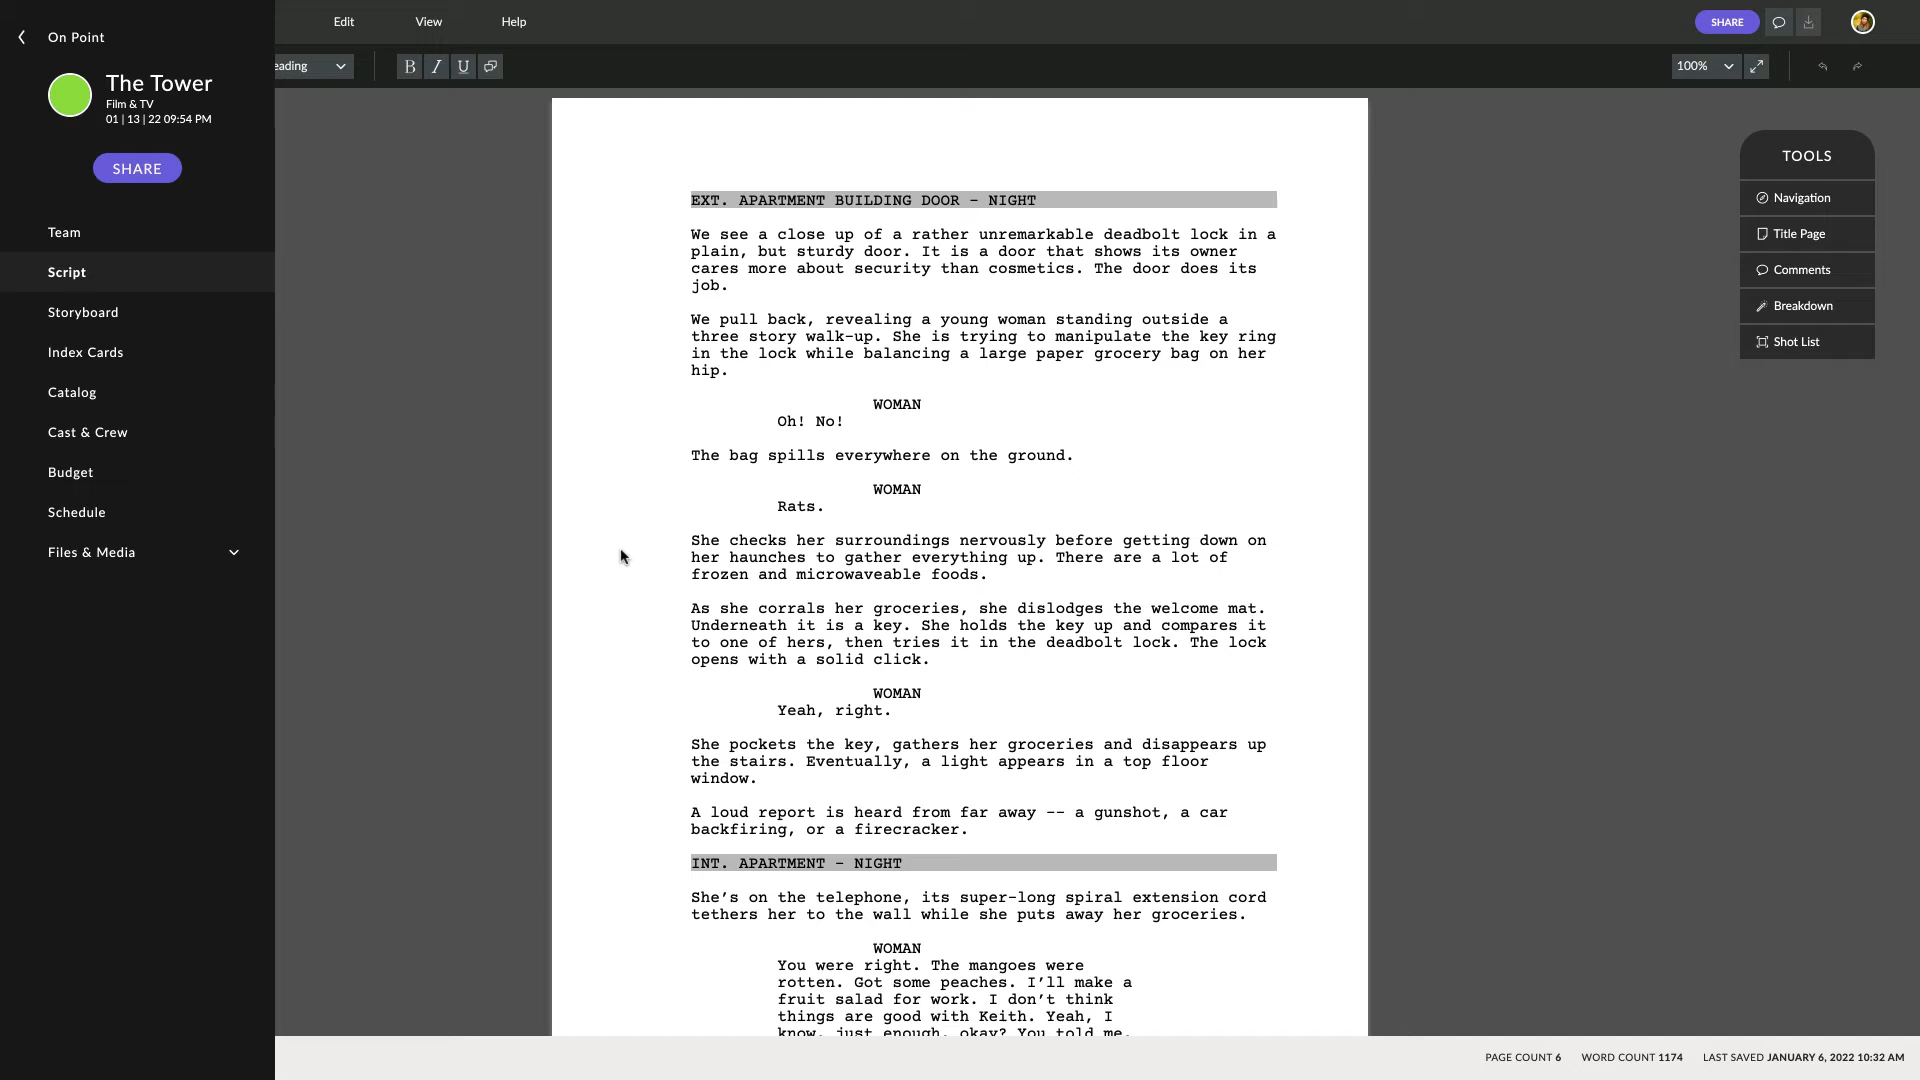 On Point
The Tower
Film & TV
01 | 13 | 22 09:54 PM
SHARE
Team
Script
Storyboard
Index Cards
Catalog
Cast & Crew
Budget
Schedule
Files & Media
Edit View Help
SHARE
eading
B I U
100%
EXT. APARTMENT BUILDING DOOR - NIGHT
We see a close up of a rather unremarkable deadbolt lock in a
plain, but sturdy door. It is a door that shows its owner
cares more about security than cosmetics. The door does its
job.
We pull back, revealing a young woman standing outside a
three story walk-up. She is trying to manipulate the key ring
in the lock while balancing a large paper grocery bag on her
hip.
WOMAN
Oh! No!
The bag spills everywhere on the ground.
WOMAN
Rats.
She checks her surroundings nervously before getting down on
her haunches to gather everything up. There are a lot of
frozen and microwaveable foods.
As she corrals her groceries, she dislodges the welcome mat.
Underneath it is a key. She holds the key up and compares it
to one of hers, then tries it in the deadbolt lock. The lock
opens with a solid click.
WOMAN
Yeah, right.
She pockets the key, gathers her groceries and disappears up
the stairs. Eventually, a light appears in a top floor
window.
A loud report is heard from far away -- a gunshot, a car
backfiring, or a firecracker.
INT. APARTMENT - NIGHT
She's on the telephone, its super-long spiral extension cord
tethers her to the wall while she puts away her groceries.
WOMAN
You were right. The mangoes were
rotten. Got some peaches. I'll make a
fruit salad for work. I don't think
things are good with Keith. Yeah, I
know, just enough, okay? You told me.
TOOLS
Navigation
Title Page
Comments
Breakdown
Shot List
PAGE COUNT 6 WORD COUNT 1174 LAST SAVED JANUARY 6, 2022 10:32 AM